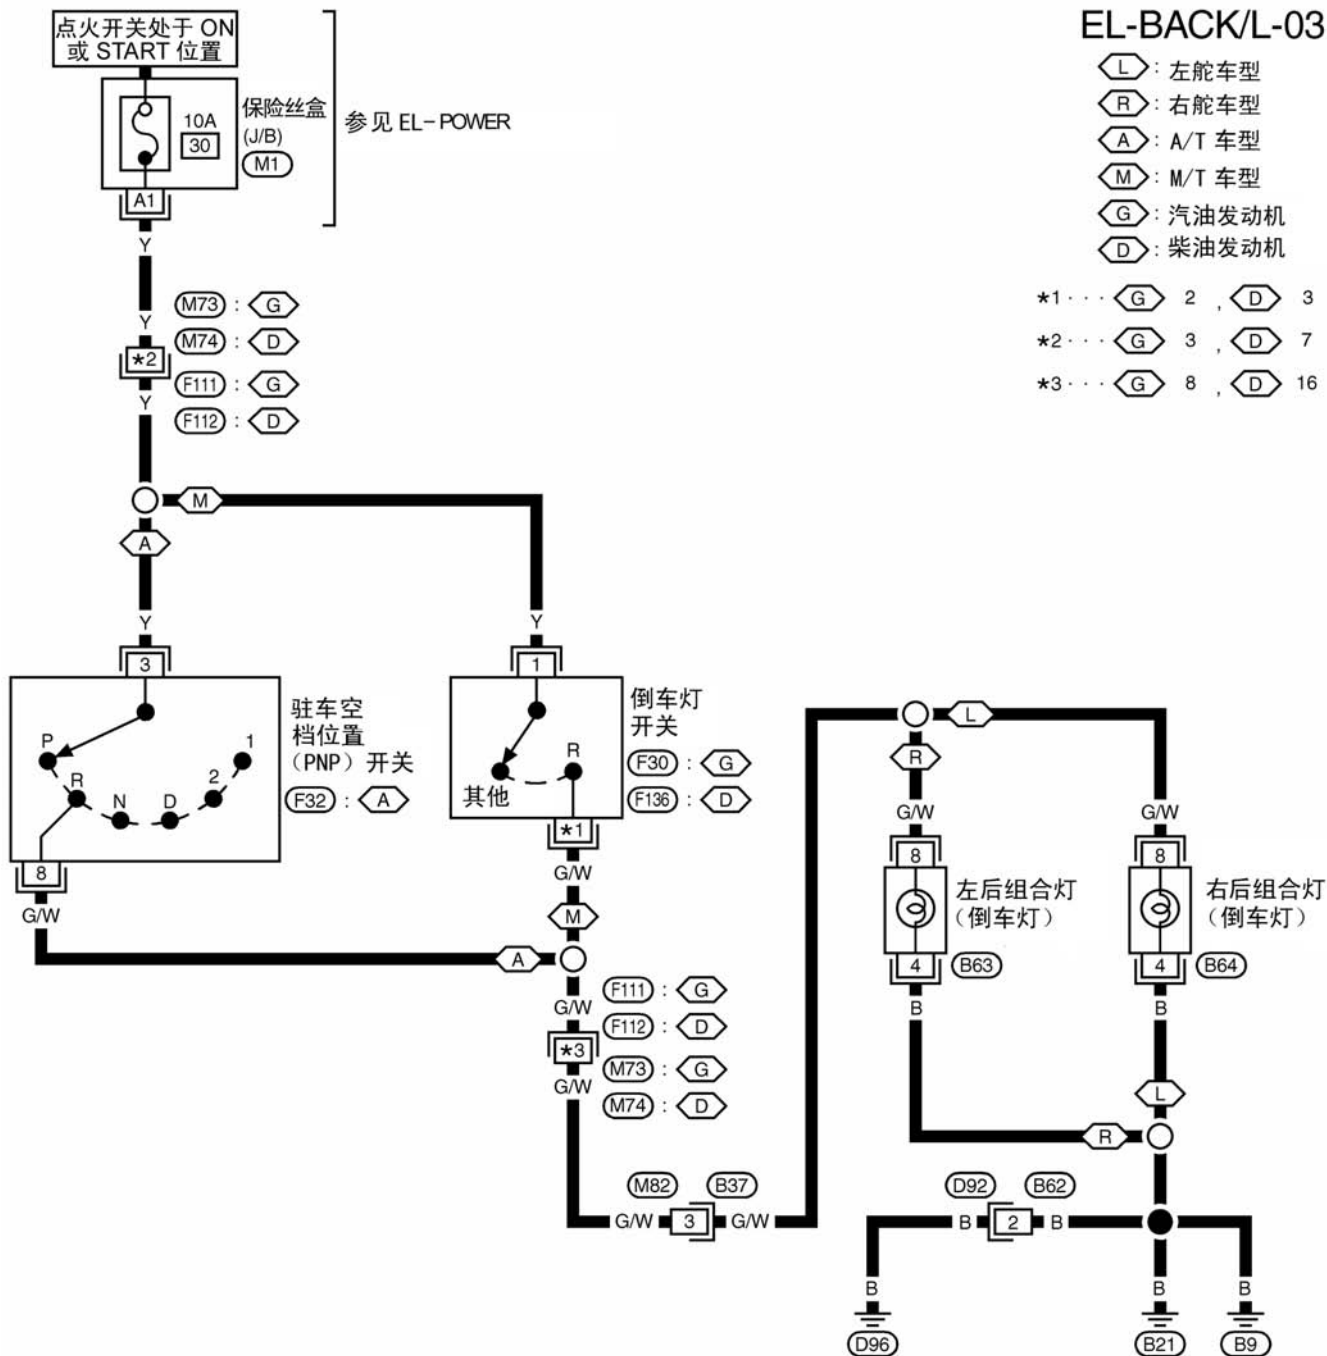 EL-BACK/L-03
点火开关处于 ON
或 START 位置
10A
30
保险丝盒
(J/B)
M1
参见 EL-POWER
A1
L : 左舵车型
R : 右舵车型
A : A/T 车型
M : M/T 车型
G : 汽油发动机
D : 柴油发动机
*1 ··· G 2 , D 3
*2 ··· G 3 , D 7
*3 ··· G 8 , D 16
Y
Y
*2
Y
M73 : G
M74 : D
F111 : G
F112 : D
M
A
Y
Y
3
1
P
R
N
D
2
1
驻车空
档位置
（PNP）开关
F32 : A
8
G/W
R
其他
倒车灯
开关
F30 : G
F136 : D
*1
G/W
M
A
G/W
*3
G/W
F111 : G
F112 : D
M73 : G
M74 : D
M82
B37
G/W
3
G/W
L
R
G/W
G/W
8
8
左后组合灯
（倒车灯）
右后组合灯
（倒车灯）
4
B63
4
B64
B
B
L
R
D92
B62
B
2
B
B
B
B
D96
B21
B9